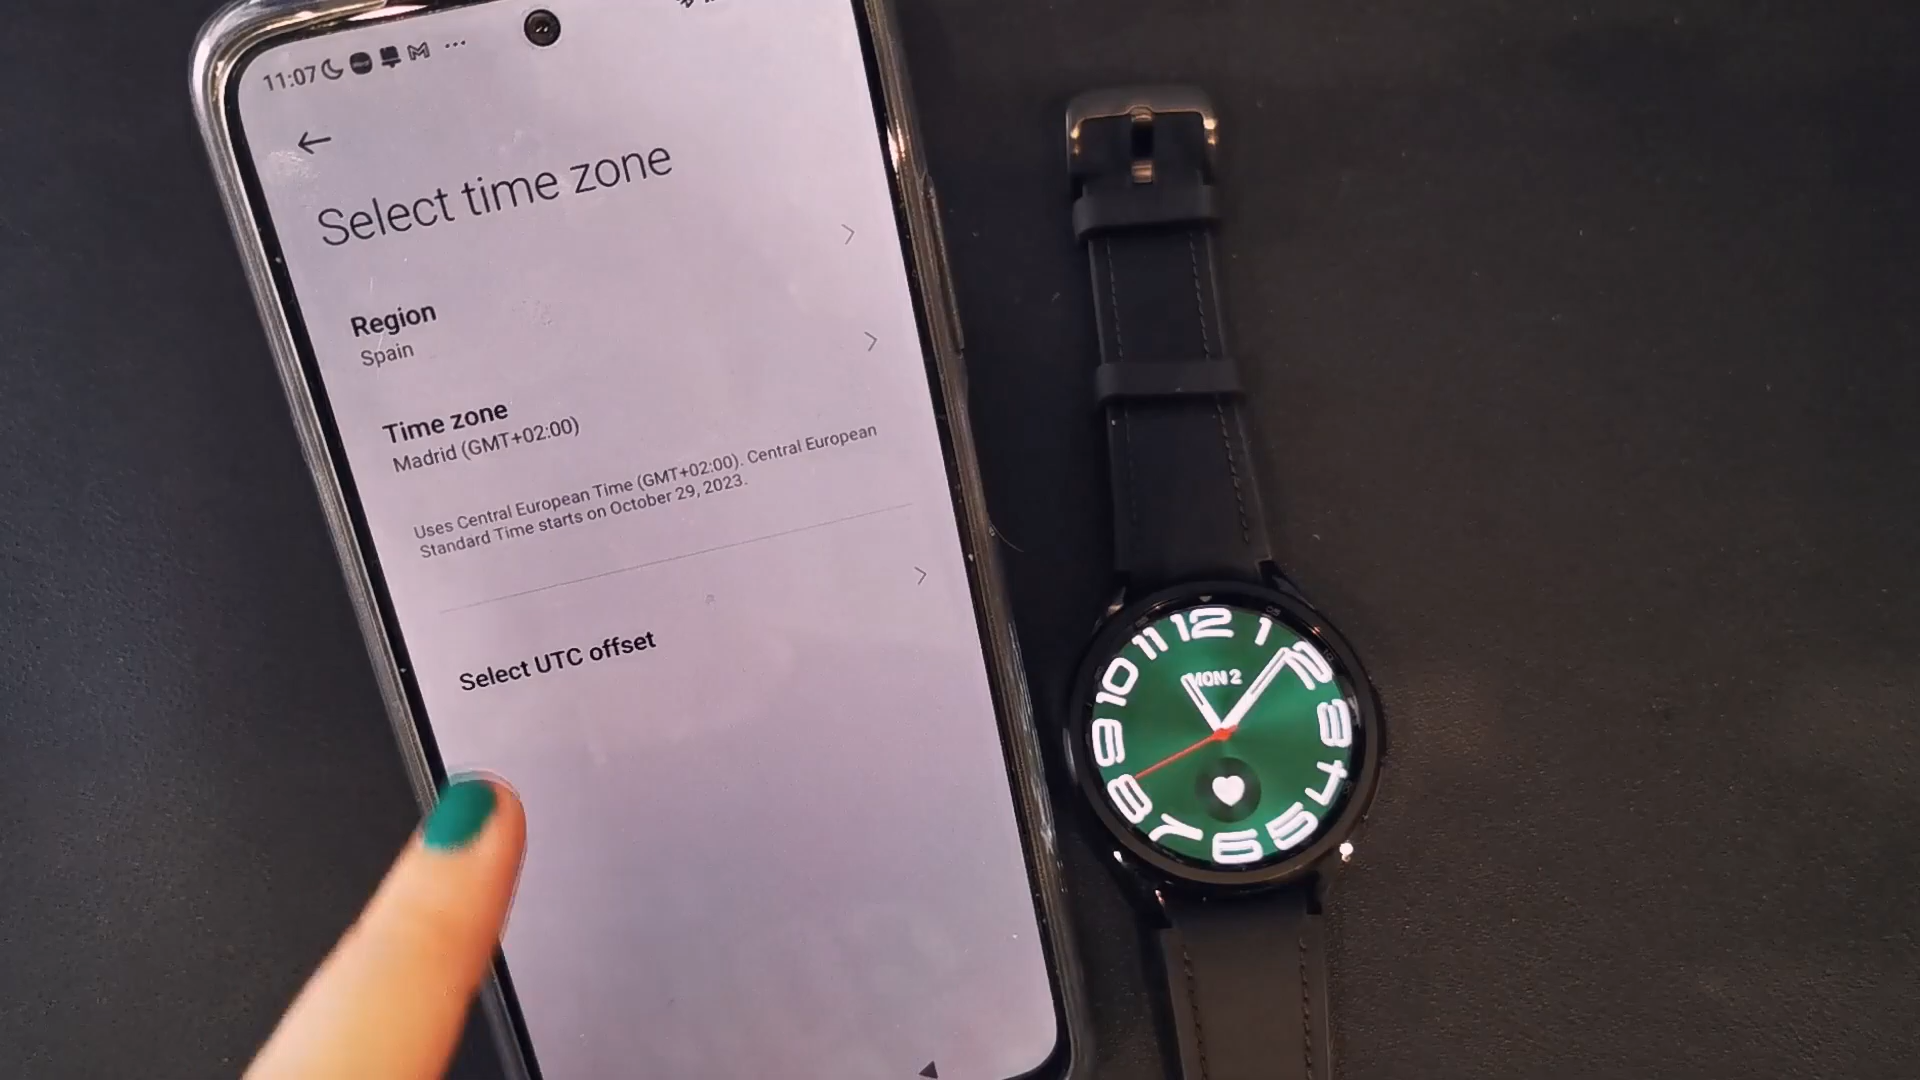 11:07
Select time zone
Region
Spain
Time zone
Madrid (GMT+02:00)
Uses Central European Time (GMT+02:00). Central European
Standard Time starts on October 29, 2023.
Select UTC offset
12
1
2
3
4
5
6
7
8
9
10
11
MON 2